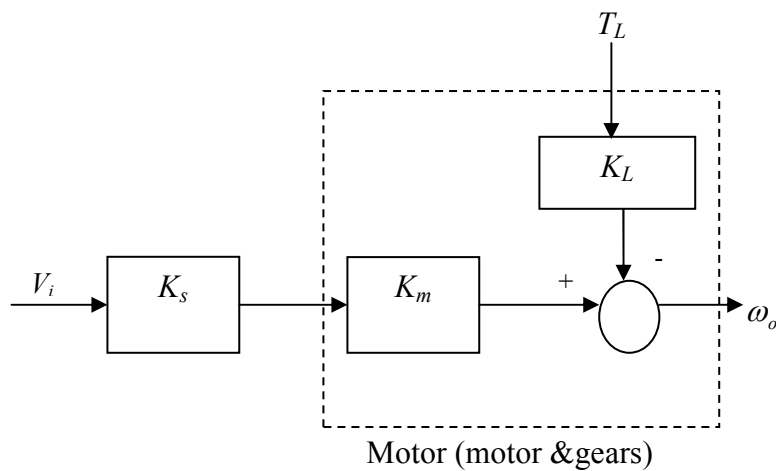 T_L
K_L
-
V_i
K_s
K_m
+
ω_o
Motor (motor &gears)